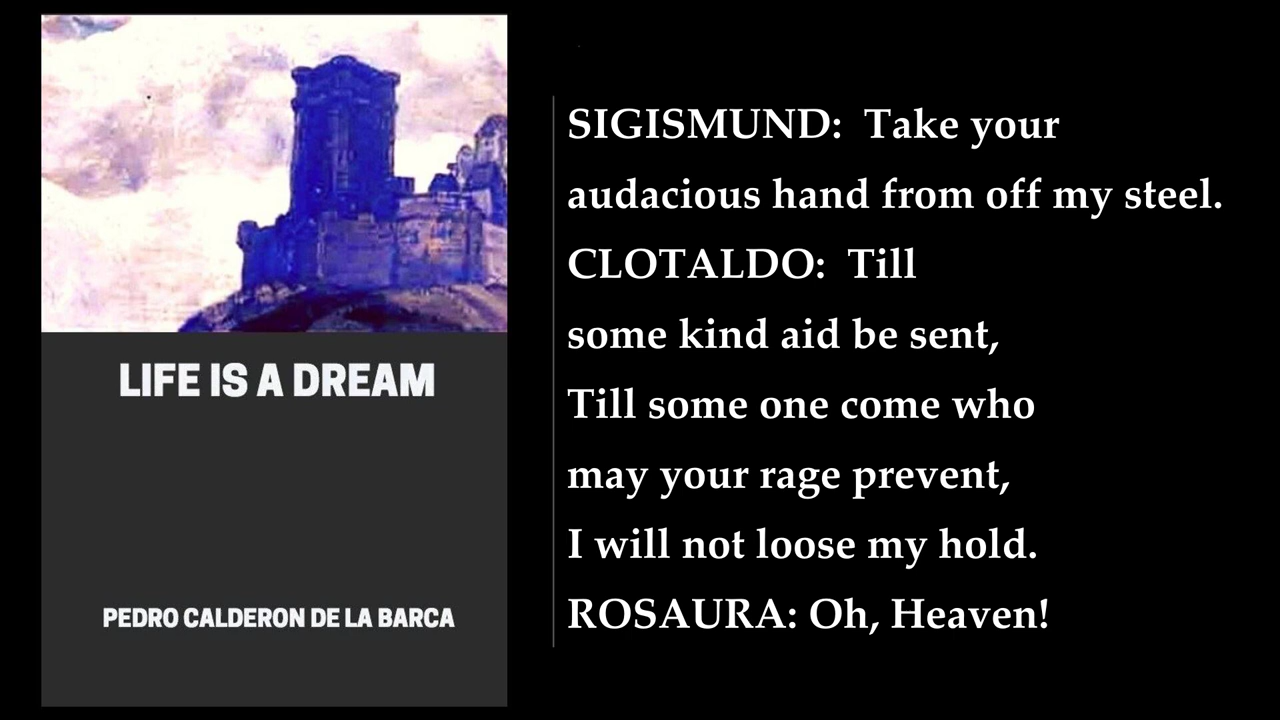 LIFE IS A DREAM
PEDRO CALDERON DE LA BARCA
SIGISMUND: Take your
audacious hand from off my steel.
CLOTALDO: Till
some kind aid be sent,
Till some one come who
may your rage prevent,
I will not loose my hold.
ROSAURA: Oh, Heaven!